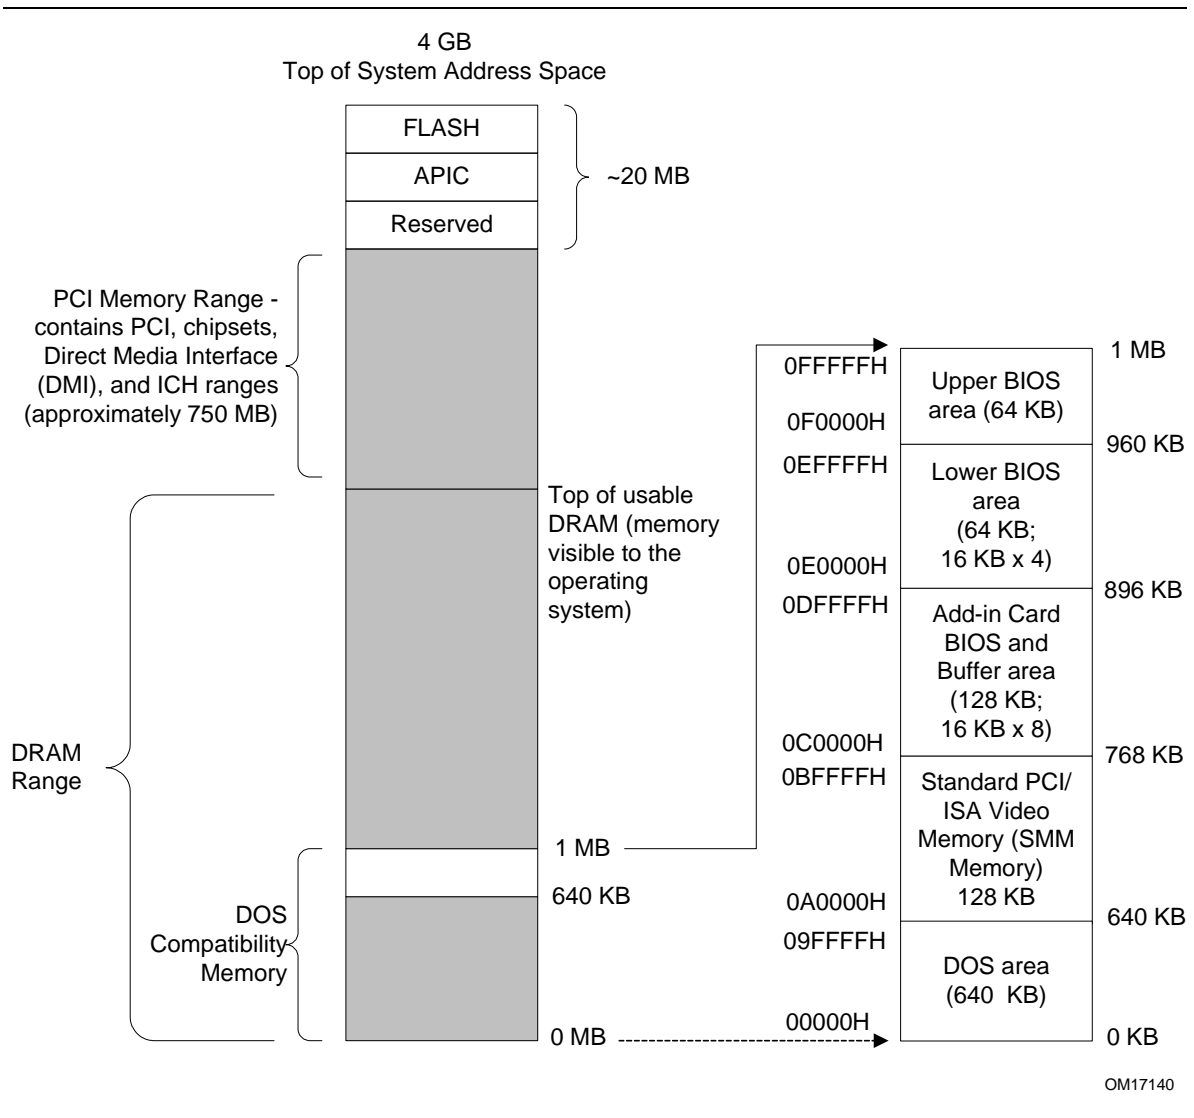 4 GB
Top of System Address Space
FLASH
APIC
Reserved
~20 MB
PCI Memory Range -
contains PCI, chipsets,
Direct Media Interface
(DMI), and ICH ranges
(approximately 750 MB)
Top of usable
DRAM (memory
visible to the
operating
system)
DRAM
Range
1 MB
640 KB
DOS
Compatibility
Memory
0 MB
0FFFFFH
1 MB
Upper BIOS
area (64 KB)
0F0000H
960 KB
0EFFFFH
Lower BIOS
area
(64 KB;
16 KB x 4)
0E0000H
896 KB
0DFFFFH
Add-in Card
BIOS and
Buffer area
(128 KB;
16 KB x 8)
0C0000H
768 KB
0BFFFFH
Standard PCI/
ISA Video
Memory (SMM
Memory)
128 KB
0A0000H
640 KB
09FFFFH
DOS area
(640 KB)
00000H
0 KB
OM17140